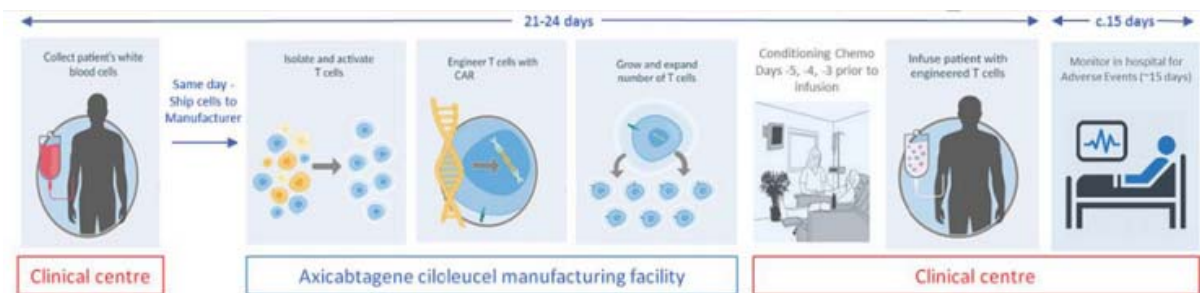 21-24 days
c.15 days
Collect patient's white
blood cells
Same day -
Ship cells to
Manufacturer
Isolate and activate
T cells
Engineer T cells with
CAR
Grow and expand
number of T cells
Conditioning Chemo
Days -5, -4, -3 prior to
infusion
Infuse patient with
engineered T cells
Monitor in hospital for
Adverse Events (~15 days)
Clinical centre
Axicabtagene ciloleucel manufacturing facility
Clinical centre